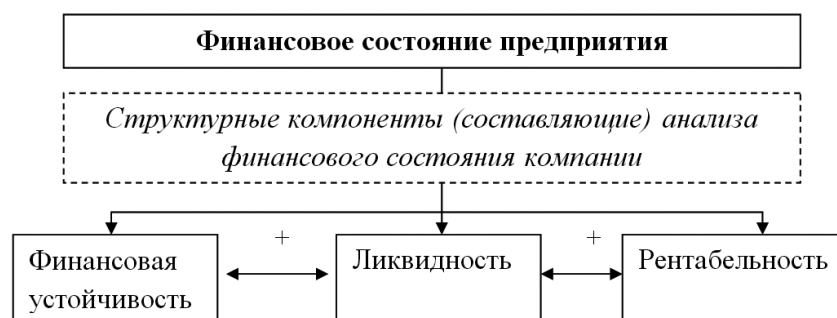 Финансовое состояние предприятия
Структурные компоненты (составляющие) анализа
финансового состояния компании
+
+
Финансовая
устойчивость
Ликвидность
Рентабельность